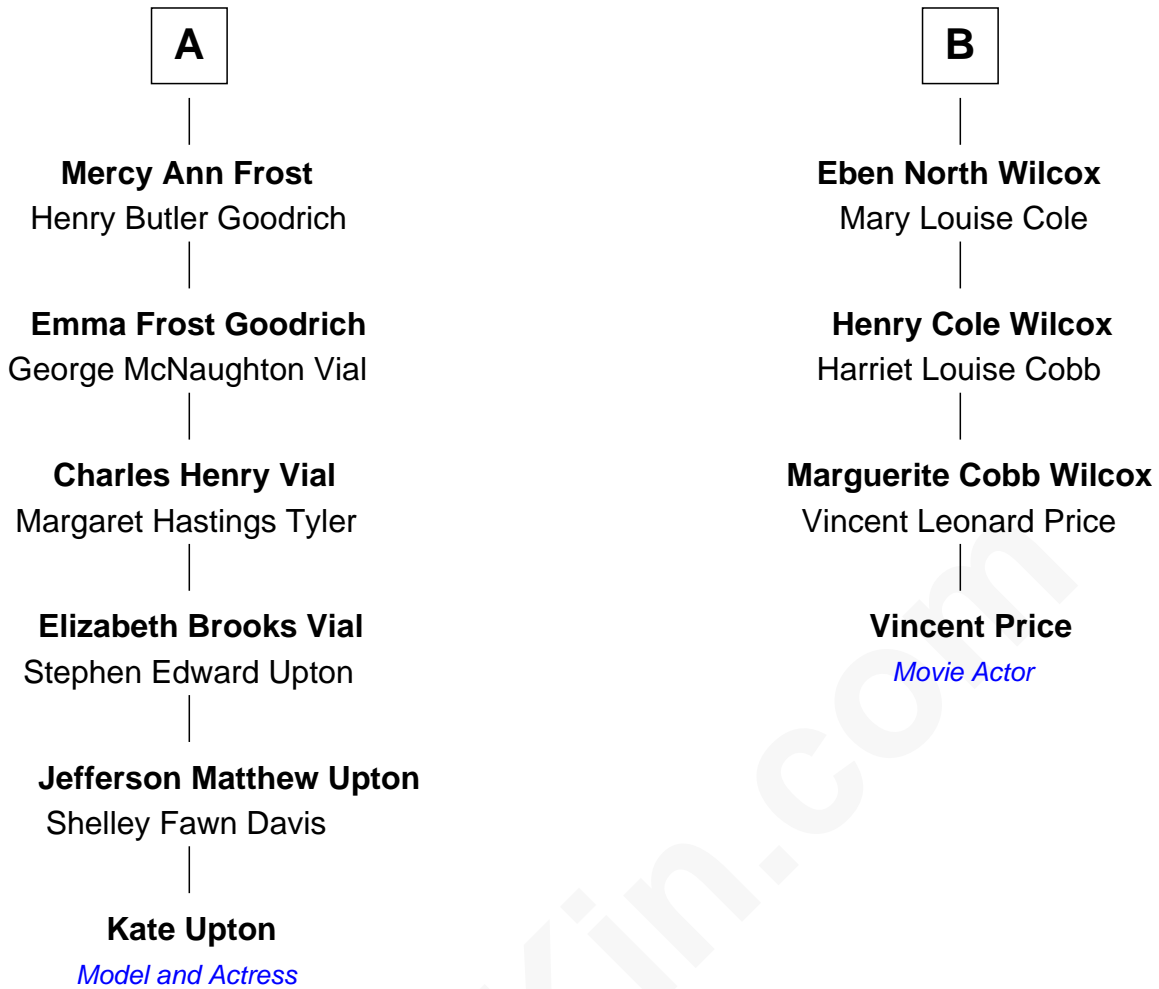 A
Mercy Ann Frost
Henry Butler Goodrich
Emma Frost Goodrich
George McNaughton Vial
Charles Henry Vial
Margaret Hastings Tyler
Elizabeth Brooks Vial
Stephen Edward Upton
Jefferson Matthew Upton
Shelley Fawn Davis
Kate Upton
Model and Actress
B
Eben North Wilcox
Mary Louise Cole
Henry Cole Wilcox
Harriet Louise Cobb
Marguerite Cobb Wilcox
Vincent Leonard Price
Vincent Price
Movie Actor
Kin.com